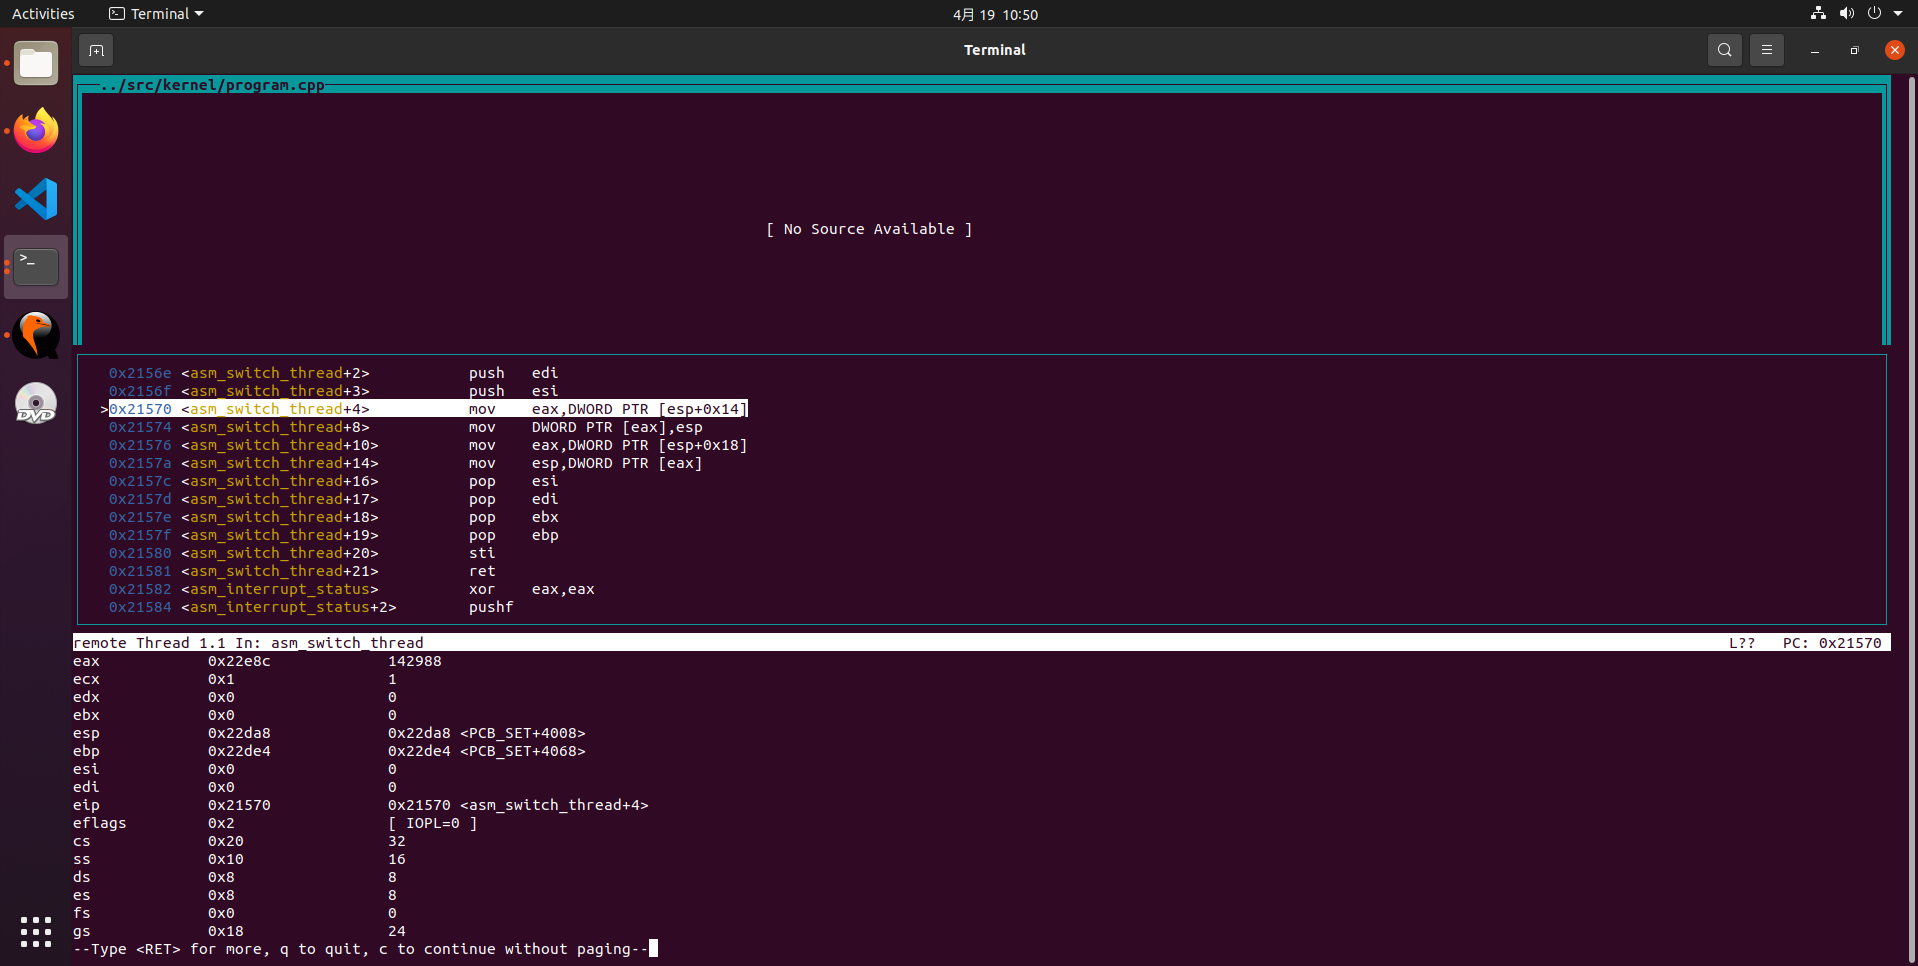 Activities Terminal 4月 19 10:50
Terminal
../src/kernel/program.cpp
[ No Source Available ]
0x2156e <asm_switch_thread+2> push edi
0x2156f <asm_switch_thread+3> push esi
>0x21570 <asm_switch_thread+4> mov eax,DWORD PTR [esp+0x14]
0x21574 <asm_switch_thread+8> mov DWORD PTR [eax],esp
0x21576 <asm_switch_thread+10> mov eax,DWORD PTR [esp+0x18]
0x2157a <asm_switch_thread+14> mov esp,DWORD PTR [eax]
0x2157c <asm_switch_thread+16> pop esi
0x2157d <asm_switch_thread+17> pop edi
0x2157e <asm_switch_thread+18> pop ebx
0x2157f <asm_switch_thread+19> pop ebp
0x21580 <asm_switch_thread+20> sti
0x21581 <asm_switch_thread+21> ret
0x21582 <asm_interrupt_status> xor eax,eax
0x21584 <asm_interrupt_status+2> pushf
remote Thread 1.1 In: asm_switch_thread L?? PC: 0x21570
eax 0x22e8c 142988
ecx 0x1 1
edx 0x0 0
ebx 0x0 0
esp 0x22da8 0x22da8 <PCB_SET+4008>
ebp 0x22de4 0x22de4 <PCB_SET+4068>
esi 0x0 0
edi 0x0 0
eip 0x21570 0x21570 <asm_switch_thread+4>
eflags 0x2 [ IOPL=0 ]
cs 0x20 32
ss 0x10 16
ds 0x8 8
es 0x8 8
fs 0x0 0
gs 0x18 24
--Type <RET> for more, q to quit, c to continue without paging--
>_
DVD